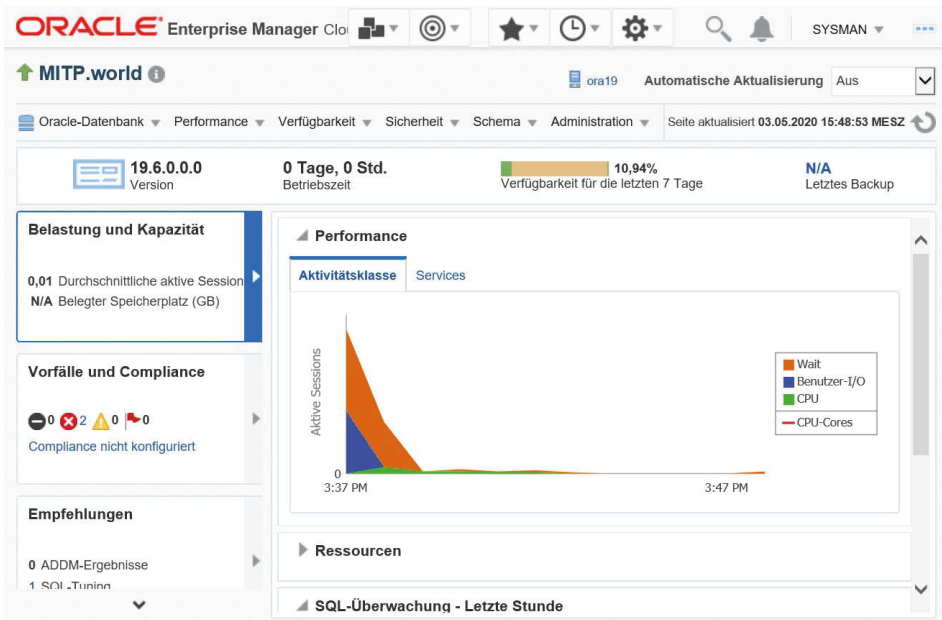 ORACLE® Enterprise Manager Clo
SYSMAN
MITP.world
ora19 Automatische Aktualisierung Aus
Oracle-Datenbank Performance Verfügbarkeit Sicherheit Schema Administration Seite aktualisiert 03.05.2020 15:48:53 MESZ
19.6.0.0.0
Version
0 Tage, 0 Std.
Betriebszeit
10,94%
Verfügbarkeit für die letzten 7 Tage
N/A
Letztes Backup
Belastung und Kapazität
0,01 Durchschnittliche aktive Session
N/A Belegter Speicherplatz (GB)
Vorfälle und Compliance
0 2 0 0
Compliance nicht konfiguriert
Empfehlungen
0 ADDM-Ergebnisse
1 SQL-Tuning
Performance
Aktivitätsklasse Services
Aktive Sessions
0
3:37 PM 3:47 PM
Wait
Benutzer-I/O
CPU
CPU-Cores
Ressourcen
SQL-Überwachung - Letzte Stunde